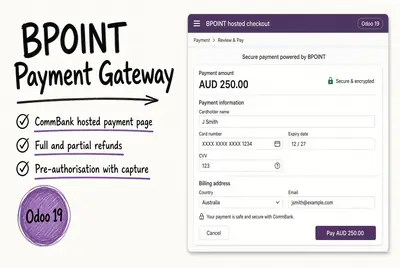 BPOINT
Payment Gateway
CommBank hosted payment page
Full and partial refunds
Pre-authorisation with capture
Odoo 19
BPOINT hosted checkout
Odoo 19
Payment > Review & Pay
Secure payment powered by BPOINT
Payment amount
AUD 250.00
Secure & encrypted
Payment information
Cardholder name
J Smith
Card number
Expiry date
XXXX XXXX XXXX 1234
12 / 27
CVV
123
Billing address
Country
Email
Australia
jsmith@example.com
Your payment is safe and secure with CommBank.
Cancel
Pay AUD 250.00